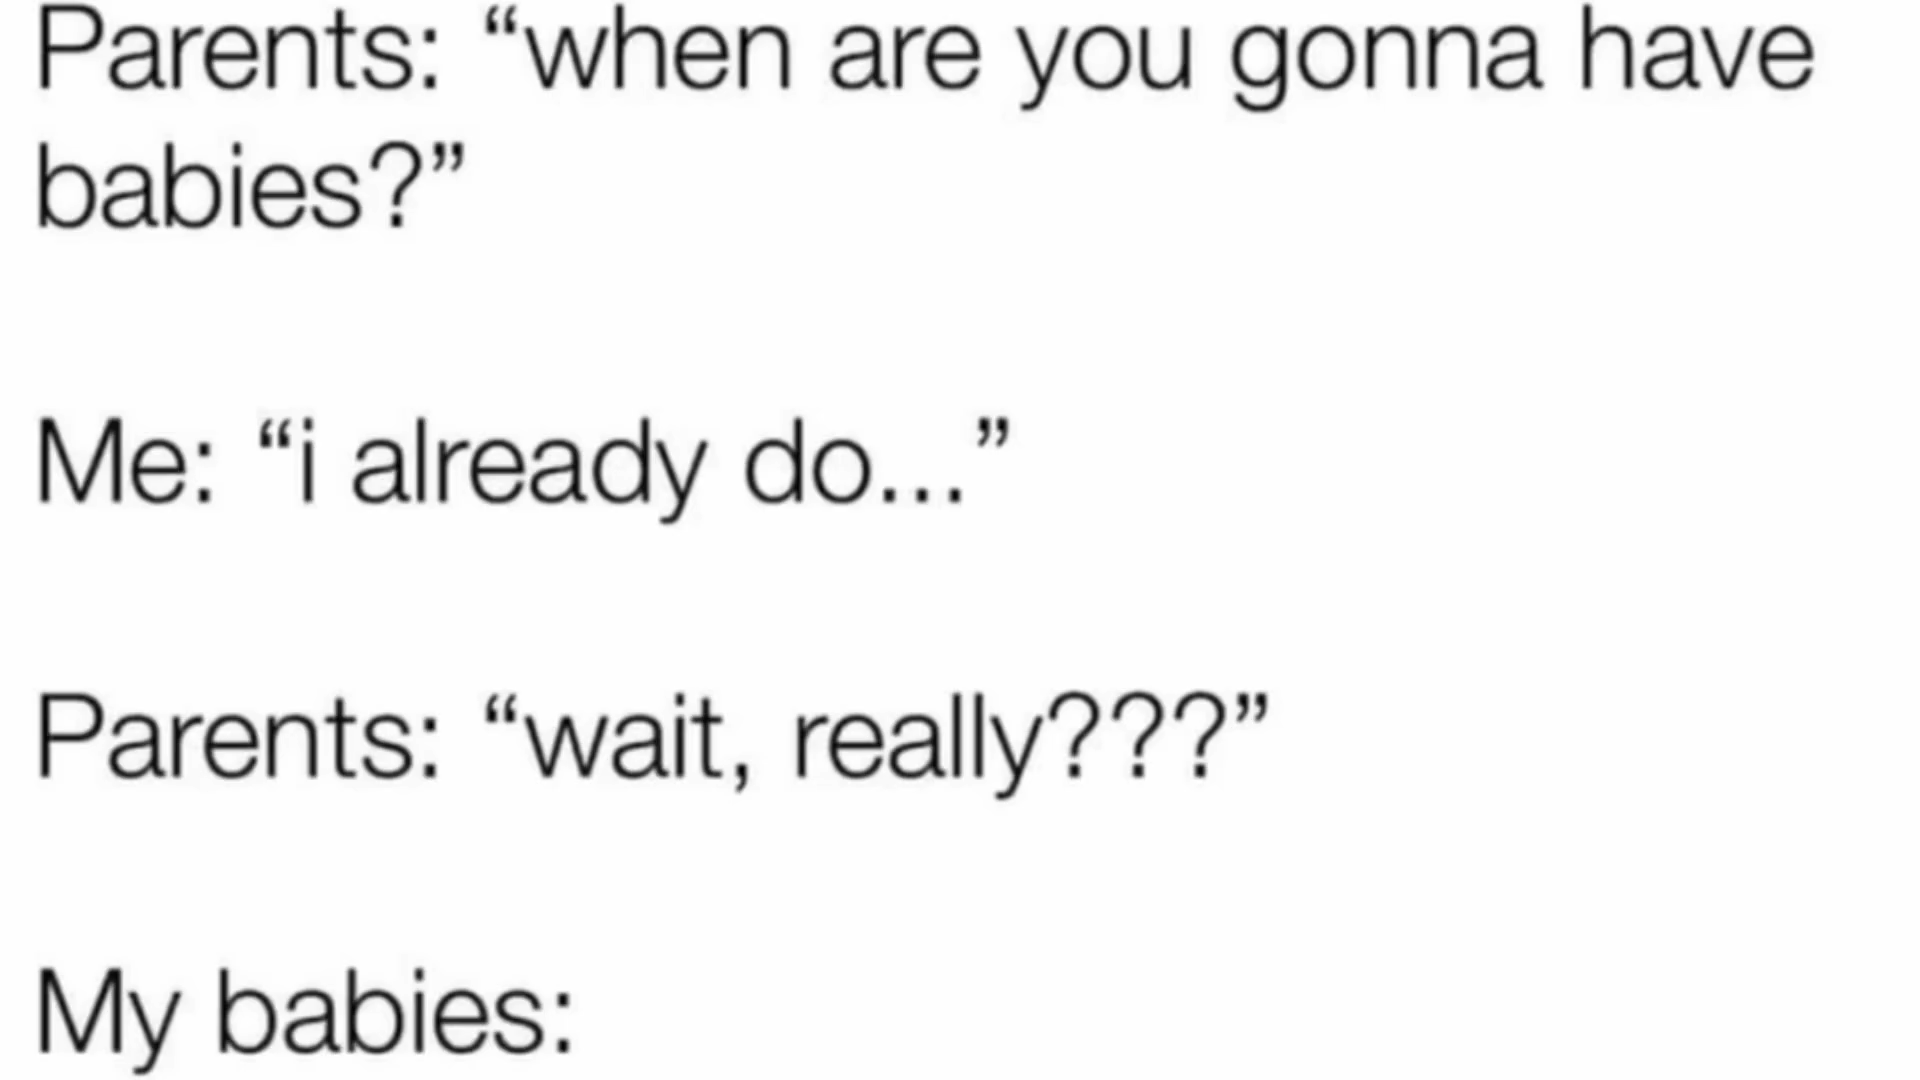 Parents: “when are you gonna have
babies?”
Me: “i already do...”
Parents: “wait, really???”
My babies: